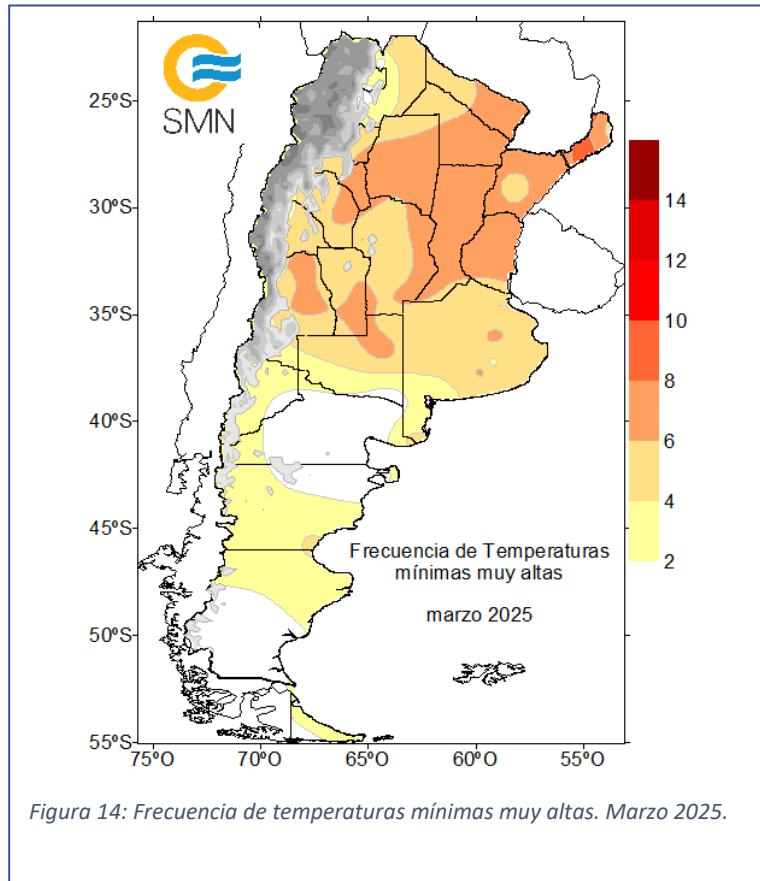 SMN
25ºS
30ºS
35ºS
40ºS
45ºS
50ºS
55ºS
75ºO
70ºO
65ºO
60ºO
55ºO
14
12
10
8
6
4
2
Frecuencia de Temperaturas
mínimas muy altas
marzo 2025
Figura 14: Frecuencia de temperaturas mínimas muy altas. Marzo 2025.